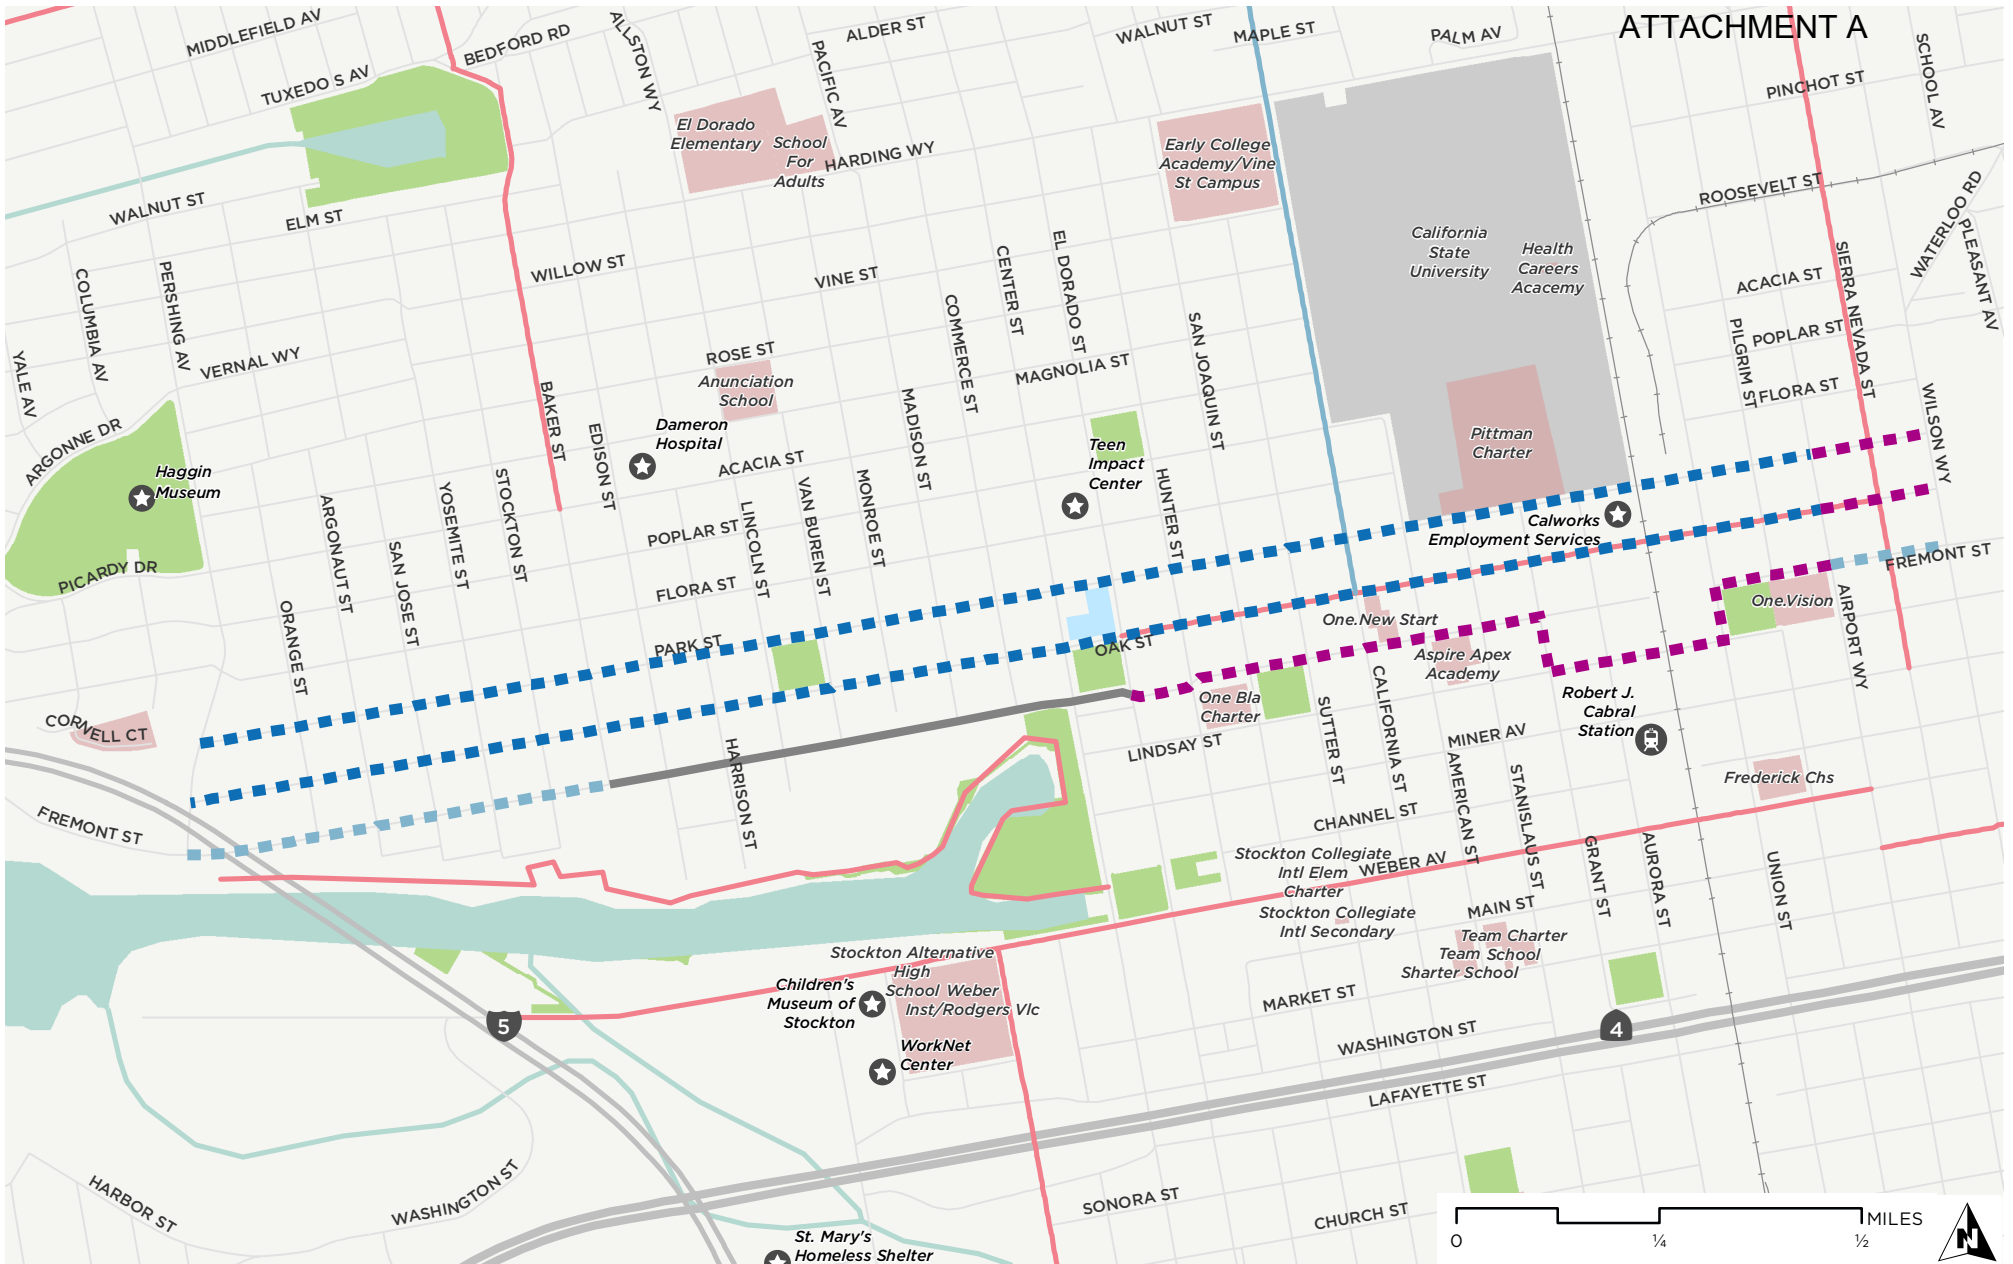 ATTACHMENT A
MIDDLEFIELD AV
BEDFORD RD
ALLSTON WY
PACIFIC AV
ALDER ST
WALNUT ST
MAPLE ST
PALM AV
SCHOOL AV
PINCHOT ST
TUXEDO S AV
El Dorado
Elementary
School
For
Adults
HARDING WY
Early College
Academy/Vine
St Campus
ROOSEVELT ST
WATERLOO RD
PLEASANT AV
WALNUT ST
ELM ST
California
State
University
Health
Careers
Acacemy
SIERRA NEVADA ST
COLUMBIA AV
PERSHING AV
WILLOW ST
VINE ST
COMMERCE ST
CENTER ST
EL DORADO ST
SAN JOAQUIN ST
ACACIA ST
POPLAR ST
PILGRIM ST
FLORA ST
YALE AV
VERNAL WY
ROSE ST
Anunciation
School
MAGNOLIA ST
WILSON WY
BAKER ST
EDISON ST
MADISON ST
ARGONNE DR
Haggin
Museum
Dameron
Hospital
ACACIA ST
Teen
Impact
Center
HUNTER ST
Pittman
Charter
Calworks
Employment Services
ARGONAUT ST
SAN JOSE ST
YOSEMITE ST
STOCKTON ST
POPLAR ST
LINCOLN ST
VAN BUREN ST
MONROE ST
FREMONT ST
PICARDY DR
ORANGE ST
FLORA ST
PARK ST
OAK ST
One.New Start
One.Vision
AIRPORT WY
Aspire Apex
Academy
One Bla
Charter
SUTTER ST
CALIFORNIA ST
Robert J.
Cabral
Station
CORNWELL CT
HARRISON ST
LINDSAY ST
MINER AV
AMERICAN ST
STANISLAUS ST
Frederick Chs
FREMONT ST
CHANNEL ST
WEBER AV
GRANT ST
AURORA ST
UNION ST
Stockton Collegiate
Intl Elem
Charter
Stockton Collegiate
Intl Secondary
MAIN ST
Team Charter
Team School
Sharter School
Stockton Alternative
High
School Weber
Inst/Rodgers Vlc
Children's
Museum of
Stockton
WorkNet
Center
MARKET ST
WASHINGTON ST
LAFAYETTE ST
5
4
HARBOR ST
WASHINGTON ST
SONORA ST
CHURCH ST
St. Mary's
Homeless Shelter
MILES
0
¼
½
N